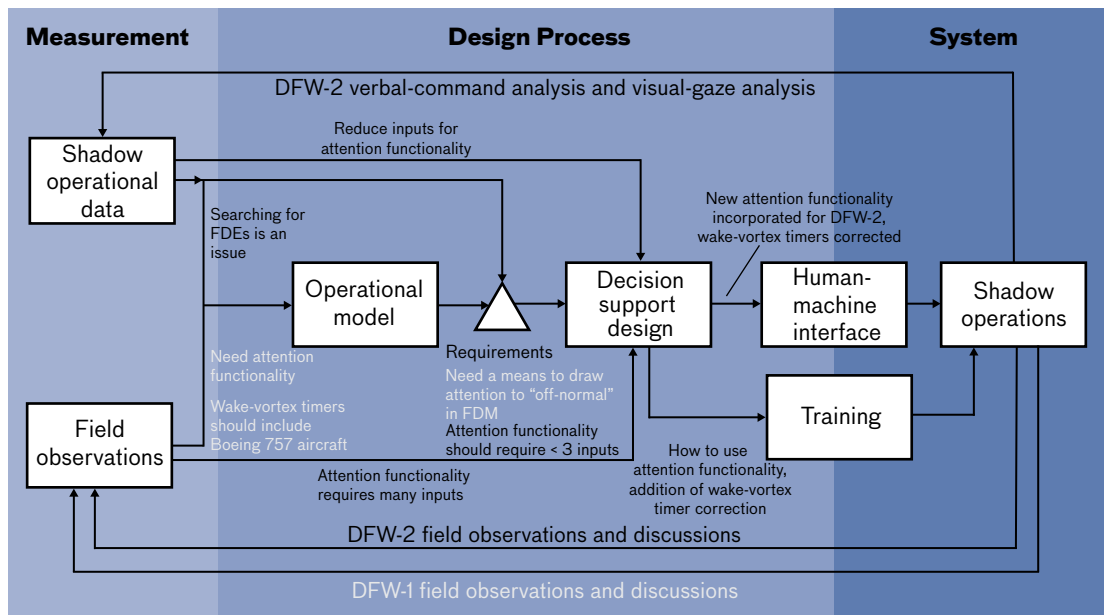 Measurement
Design Process
System
DFW-2 verbal-command analysis and visual-gaze analysis
Reduce inputs for
attention functionality
Shadow
operational
data
Searching for
FDEs is an
issue
New attention functionality
incorporated for DFW-2,
wake-vortex timers corrected
Operational
model
Decision
support
design
Human-
machine
interface
Shadow
operations
Requirements
Need attention
functionality
Need a means to draw
attention to “off-normal”
in FDM
Attention functionality
should require < 3 inputs
Wake-vortex timers
should include
Boeing 757 aircraft
Field
observations
Training
Attention functionality
requires many inputs
How to use
attention functionality,
addition of wake-vortex
timer correction
DFW-2 field observations and discussions
DFW-1 field observations and discussions